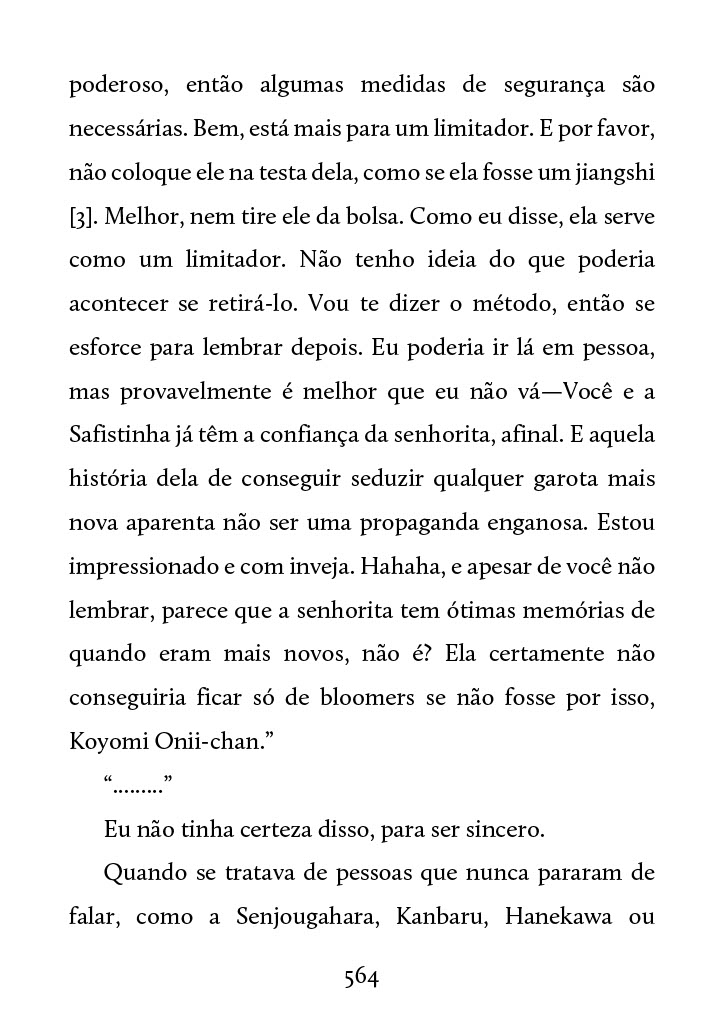 poderoso, então algumas medidas de segurança são
necessárias. Bem, está mais para um limitador. E por favor,
não coloque ele na testa dela, como se ela fosse um jiangshi
[3]. Melhor, nem tire ele da bolsa. Como eu disse, ela serve
como um limitador. Não tenho ideia do que poderia
acontecer se retirá-lo. Vou te dizer o método, então se
esforce para lembrar depois. Eu poderia ir lá em pessoa,
mas provavelmente é melhor que eu não vá—Você e a
Safistinha já têm a confiança da senhorita, afinal. E aquela
história dela de conseguir seduzir qualquer garota mais
nova aparenta não ser uma propaganda enganosa. Estou
impressionado e com inveja. Hahaha, e apesar de você não
lembrar, parece que a senhorita tem ótimas memórias de
quando eram mais novos, não é? Ela certamente não
conseguiria ficar só de bloomers se não fosse por isso,
Koyomi Onii-chan.”
“.........”
Eu não tinha certeza disso, para ser sincero.
Quando se tratava de pessoas que nunca pararam de
falar, como a Senjougahara, Kanbaru, Hanekawa ou
564